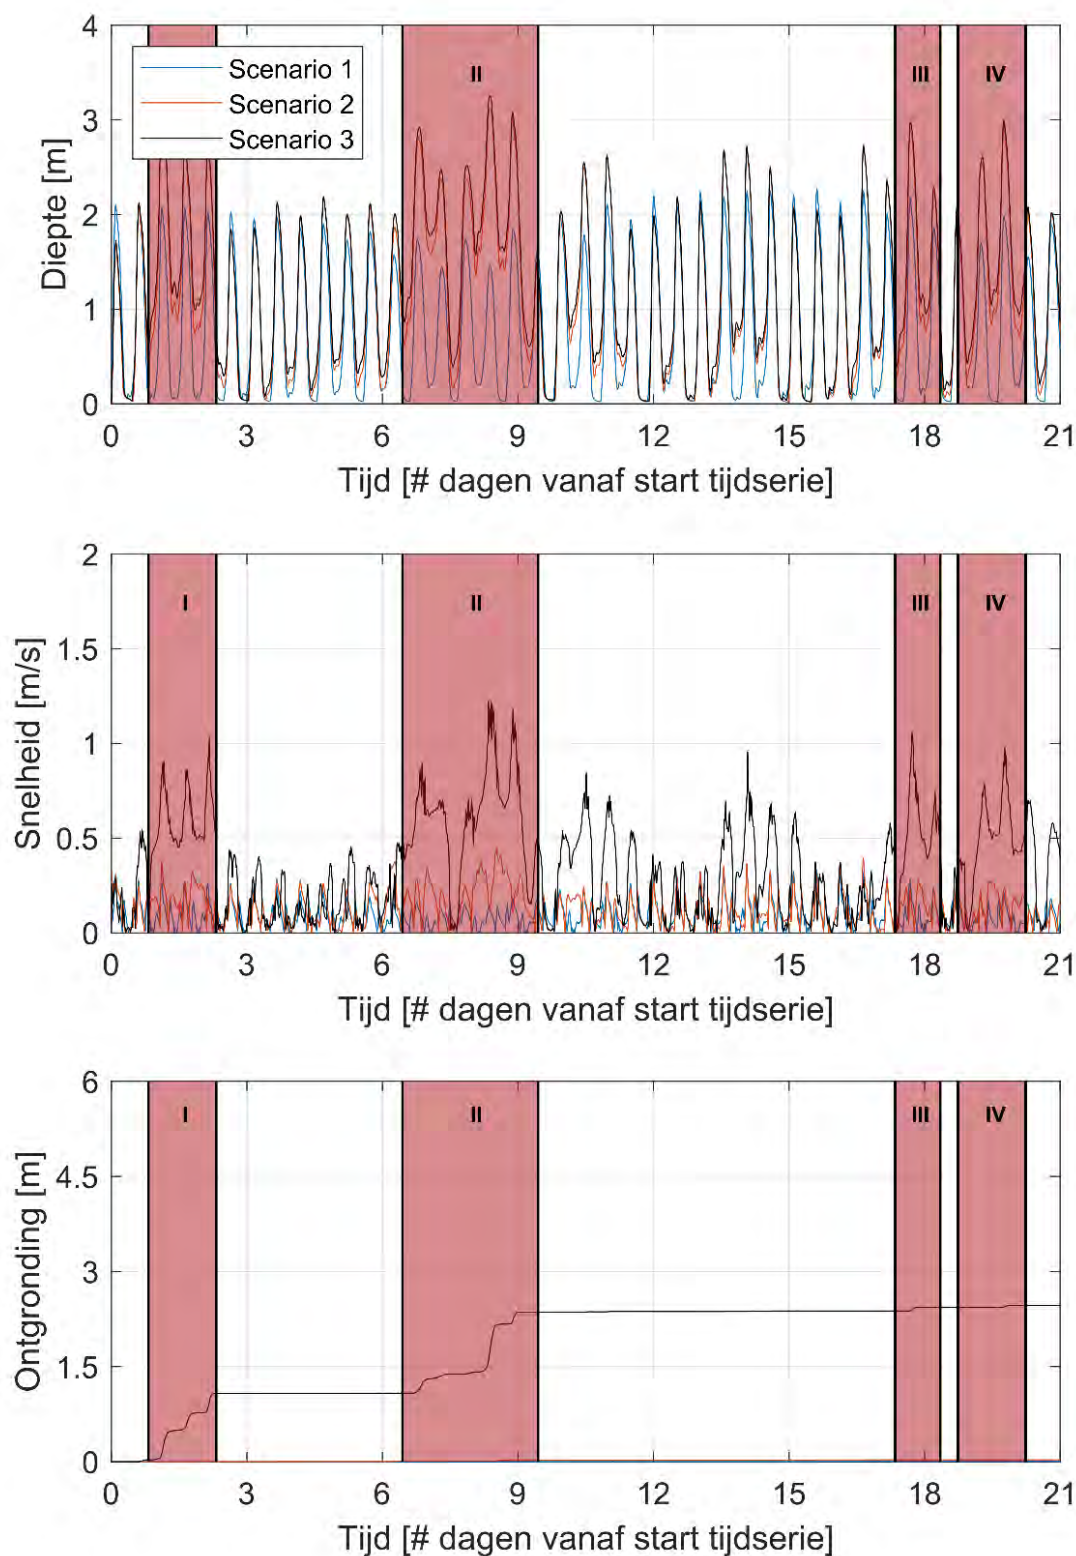 4
3
2
1
0
Diepte [m]
Scenario 1
Scenario 2
Scenario 3
II
III
IV
0 3 6 9 12 15 18 21
Tijd [# dagen vanaf start tijdserie]
2
1.5
1
0.5
0
Snelheid [m/s]
I
II
III
IV
0 3 6 9 12 15 18 21
Tijd [# dagen vanaf start tijdserie]
6
4.5
3
1.5
0
Ontgronding [m]
I
II
III
IV
0 3 6 9 12 15 18 21
Tijd [# dagen vanaf start tijdserie]